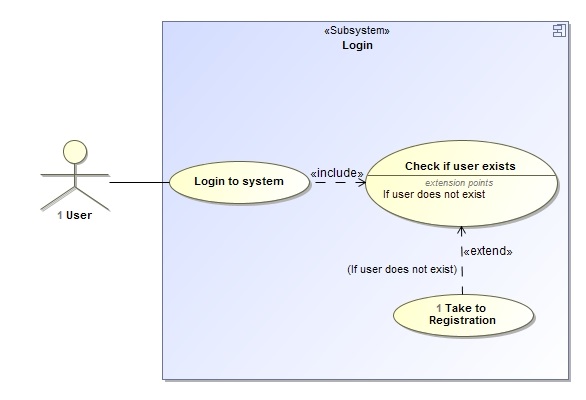 «Subsystem»
Login
Login to system
«include»
Check if user exists
extension points
If user does not exist
1 User
«extend»
(If user does not exist)
1 Take to
Registration